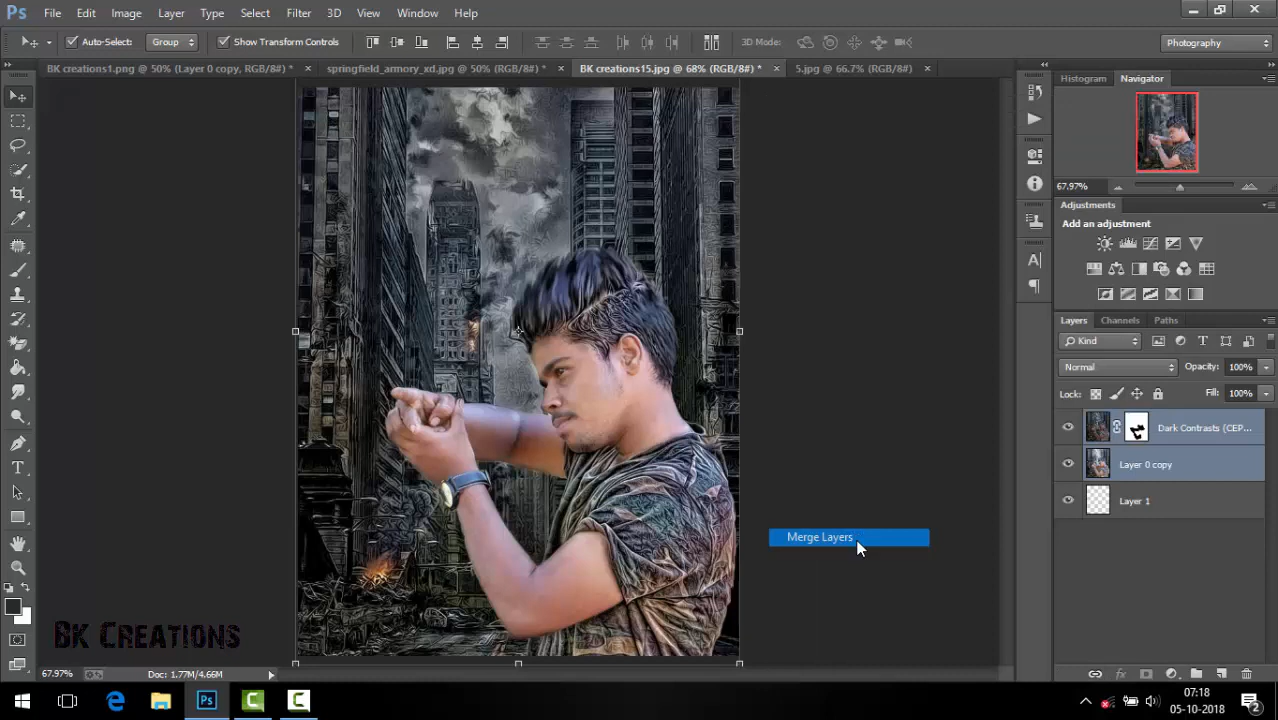 Ps File Edit Image Layer Type Select Filter 3D View Window Help
Auto-Select: Group Show Transform Controls 3D Mode: Photography
BK creations1.png @ 50% (Layer 0 copy, RGB/8#) * × springfield_armory_xd.jpg @ 50% (RGB/8#) * × BK creations15.jpg @ 68% (RGB/8#) * × 5.jpg @ 66.7% (RGB/8#) ×
Histogram Navigator
67.97%
Adjustments
Add an adjustment
Layers Channels Paths
Kind
Normal Opacity: 100%
Lock: Fill: 100%
Dark Contrasts (CEP...
Layer 0 copy
Layer 1
Merge Layers
BK CREATIONS
67.97% Doc: 1.77M/4.66M
07:18
05-10-2018
2